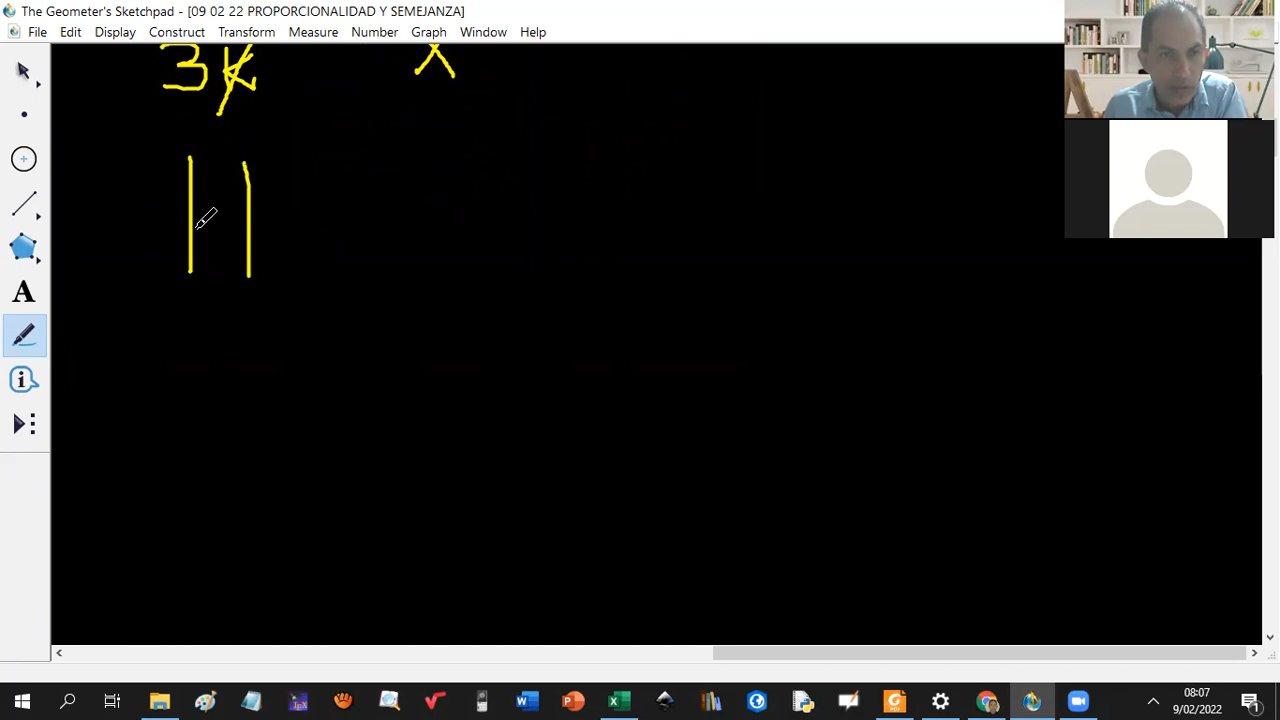 The Geometer's Sketchpad - [09 02 22 PROPORCIONALIDAD Y SEMEJANZA]
File Edit Display Construct Transform Measure Number Graph Window Help
3k x
A
08:07
9/02/2022